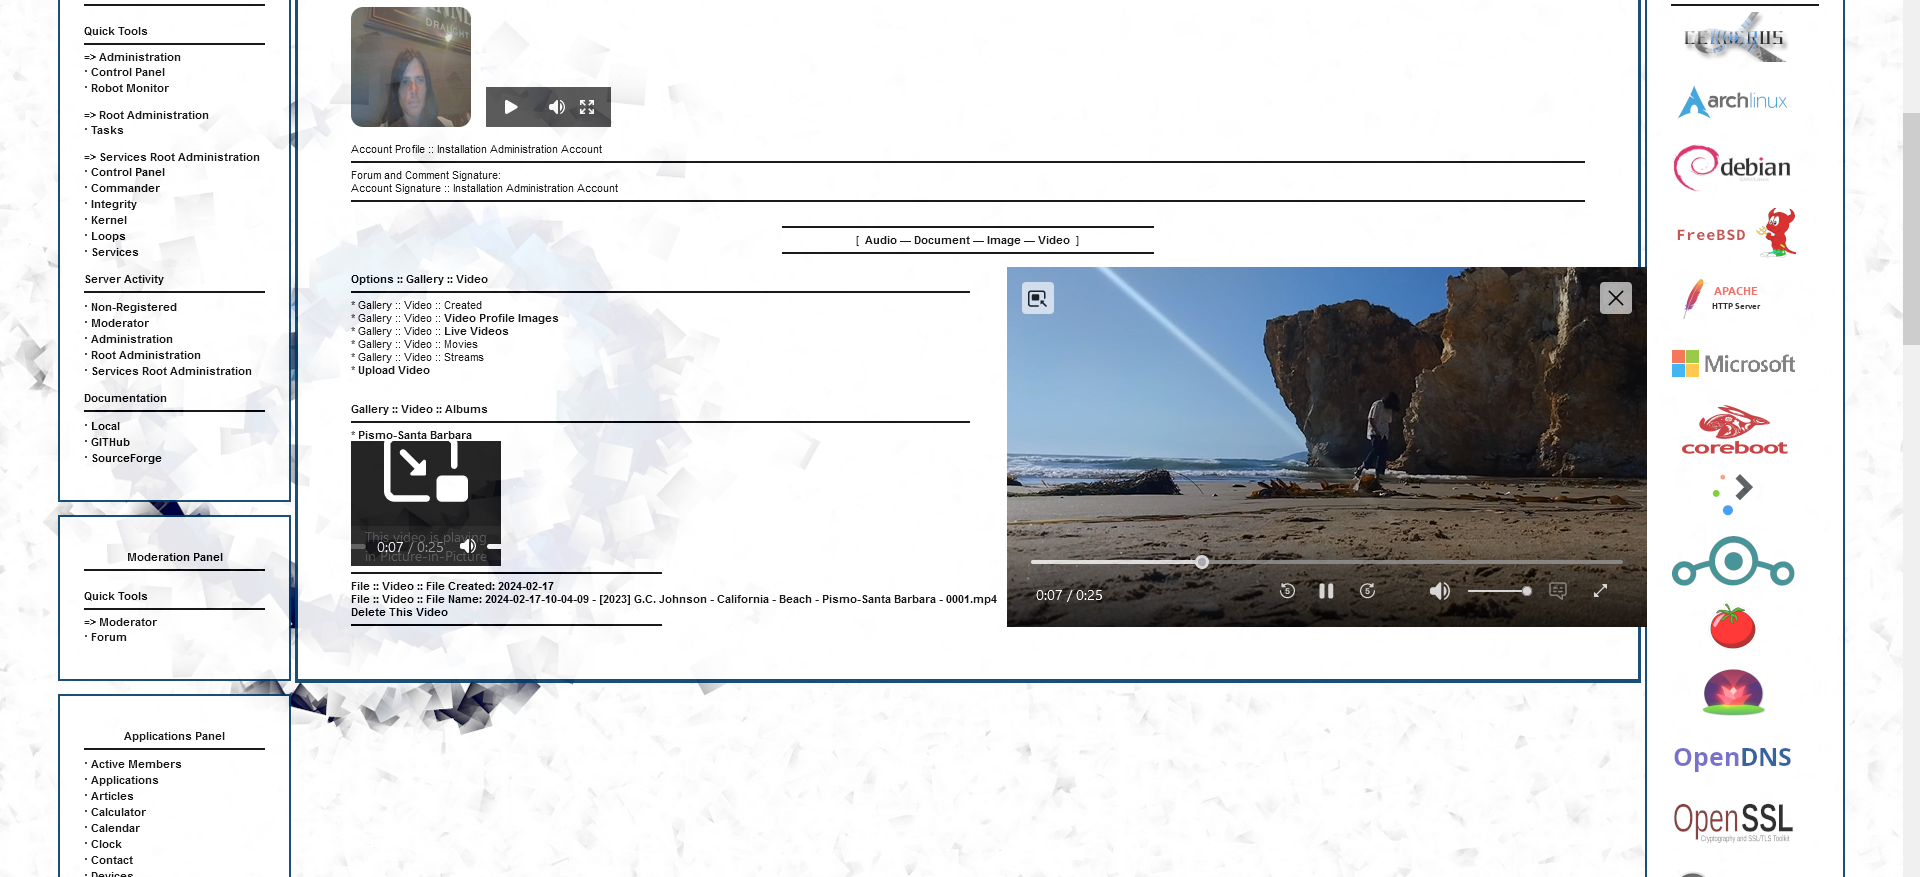 Quick Tools
=> Administration
· Control Panel
· Robot Monitor
=> Root Administration
· Tasks
=> Services Root Administration
· Control Panel
· Commander
· Integrity
· Kernel
· Loops
· Services
Server Activity
· Non-Registered
· Moderator
· Administration
· Root Administration
· Services Root Administration
Documentation
· Local
· GITHub
· SourceForge
Moderation Panel
Quick Tools
=> Moderator
· Forum
Applications Panel
· Active Members
· Applications
· Articles
· Calculator
· Calendar
· Clock
· Contact
· Devices
DRAUGHT
Account Profile :: Installation Administration Account
Forum and Comment Signature:
Account Signature :: Installation Administration Account
[ Audio — Document — Image — Video ]
Options :: Gallery :: Video
* Gallery :: Video :: Created
* Gallery :: Video :: Video Profile Images
* Gallery :: Video :: Live Videos
* Gallery :: Video :: Movies
* Gallery :: Video :: Streams
* Upload Video
Gallery :: Video :: Albums
* Pismo-Santa Barbara
This video is playing
in Picture-in-Picture
0:07 / 0:25
File :: Video :: File Created: 2024-02-17
File :: Video :: File Name: 2024-02-17-10-04-09 - [2023] G.C. Johnson - California - Beach - Pismo-Santa Barbara - 0001.mp4
Delete This Video
0:07 / 0:25
5
5
CERBERUS
archlinux
debian
FreeBSD
APACHE
HTTP Server
Microsoft
coreboot
OpenDNS
OpenSSL
Cryptography and SSL/TLS Toolkit